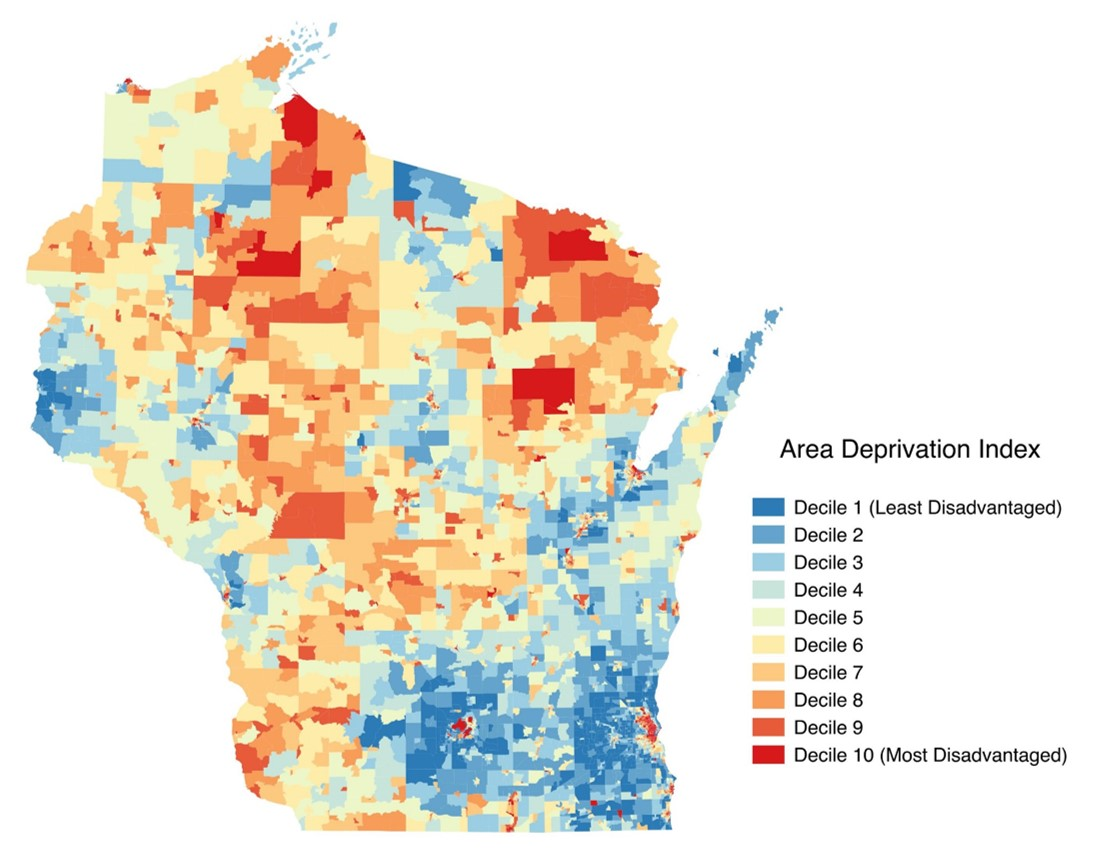 Area Deprivation Index
Decile 1 (Least Disadvantaged)
Decile 2
Decile 3
Decile 4
Decile 5
Decile 6
Decile 7
Decile 8
Decile 9
Decile 10 (Most Disadvantaged)